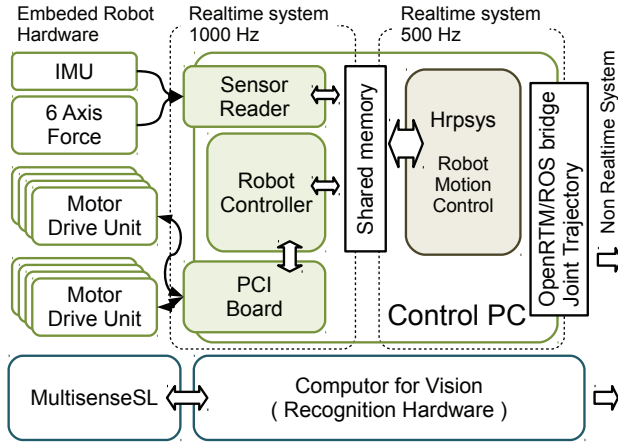 Embeded Robot
Hardware
Realtime system
1000 Hz
Realtime system
500 Hz
IMU
6 Axis
Force
Sensor
Reader
Shared memory
Hrpsys
Robot
Motion
Control
OpenRTM/ROS bridge
Joint Trajectory
Non Realtime System
Motor
Drive Unit
Robot
Controller
Motor
Drive Unit
PCI
Board
Control PC
MultisenseSL
Computor for Vision
( Recognition Hardware )